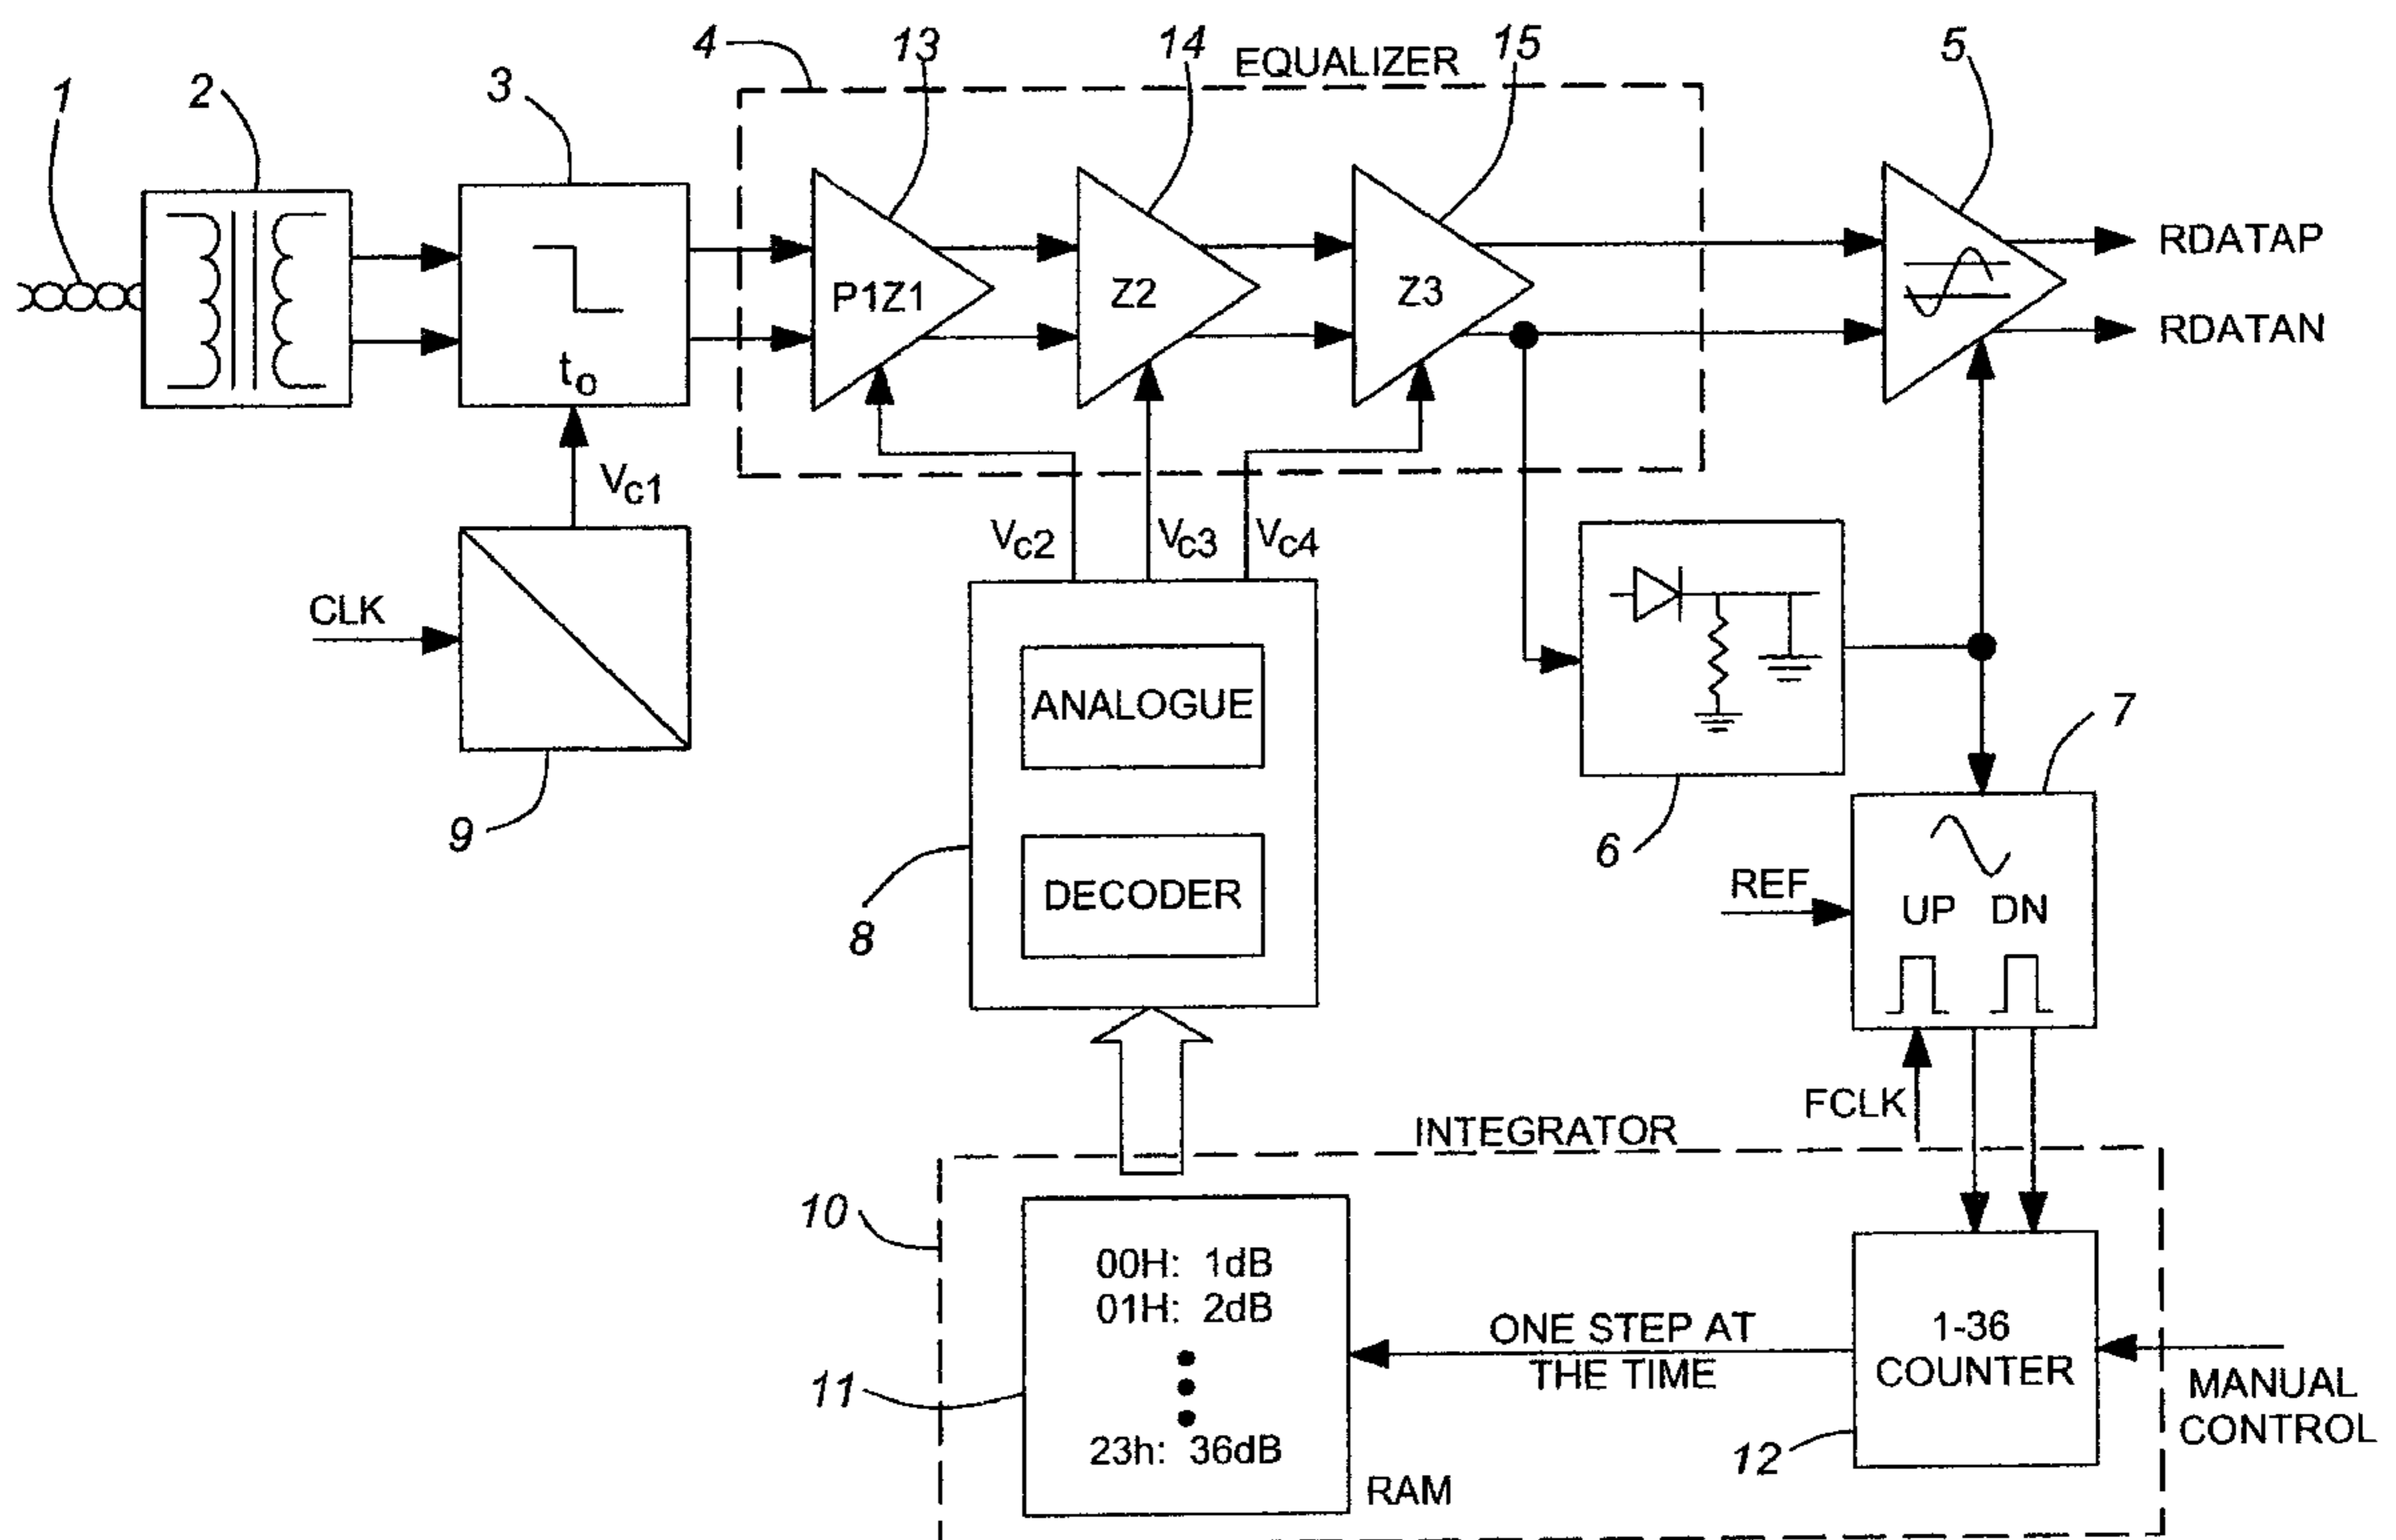 4
13
14
15
5
EQUALIZER
1
2
3
P1Z1
Z2
Z3
RDATAP
RDATAN
to
Vc1
Vc2
Vc3
Vc4
CLK
ANALOGUE
DECODER
9
8
6
7
REF
UP DN
FCLK
INTEGRATOR
10
00H: 1dB
01H: 2dB
23h: 36dB
11
RAM
ONE STEP AT
THE TIME
1-36
COUNTER
12
MANUAL
CONTROL